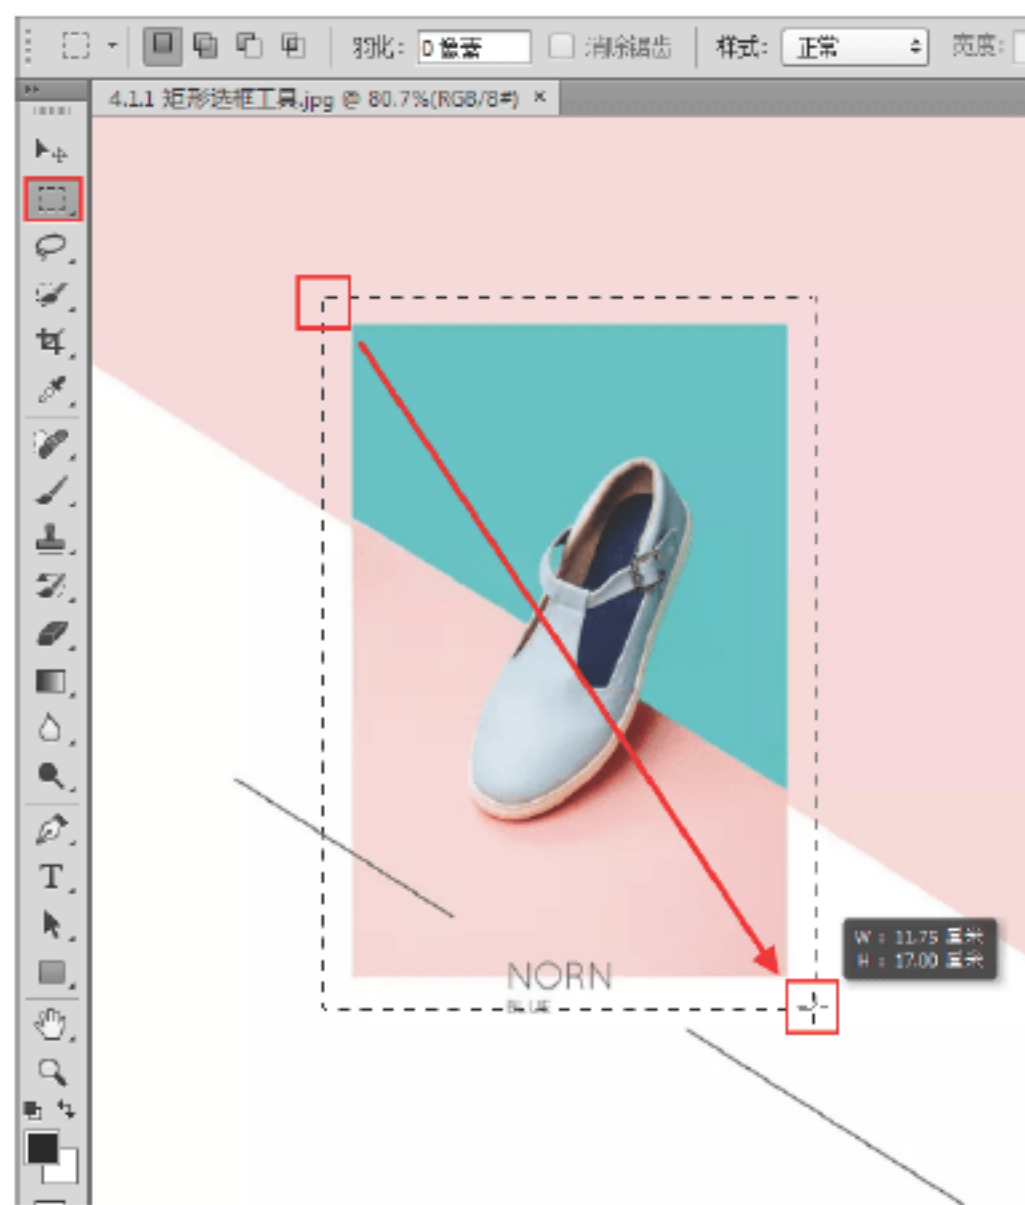 羽化: 0 像素 消除锯齿 样式: 正常 宽度:
4.1.1 矩形选框工具.jpg @ 80.7%(RGB/8#) ×
NORN
BLUE
W : 11.75 厘米
H : 17.00 厘米
T